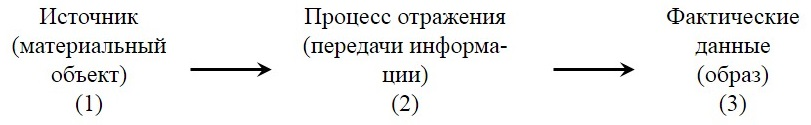 Источник
(материальный
объект)
(1)
Процесс отражения
(передачи информа-
ции)
(2)
Фактические
данные
(образ)
(3)